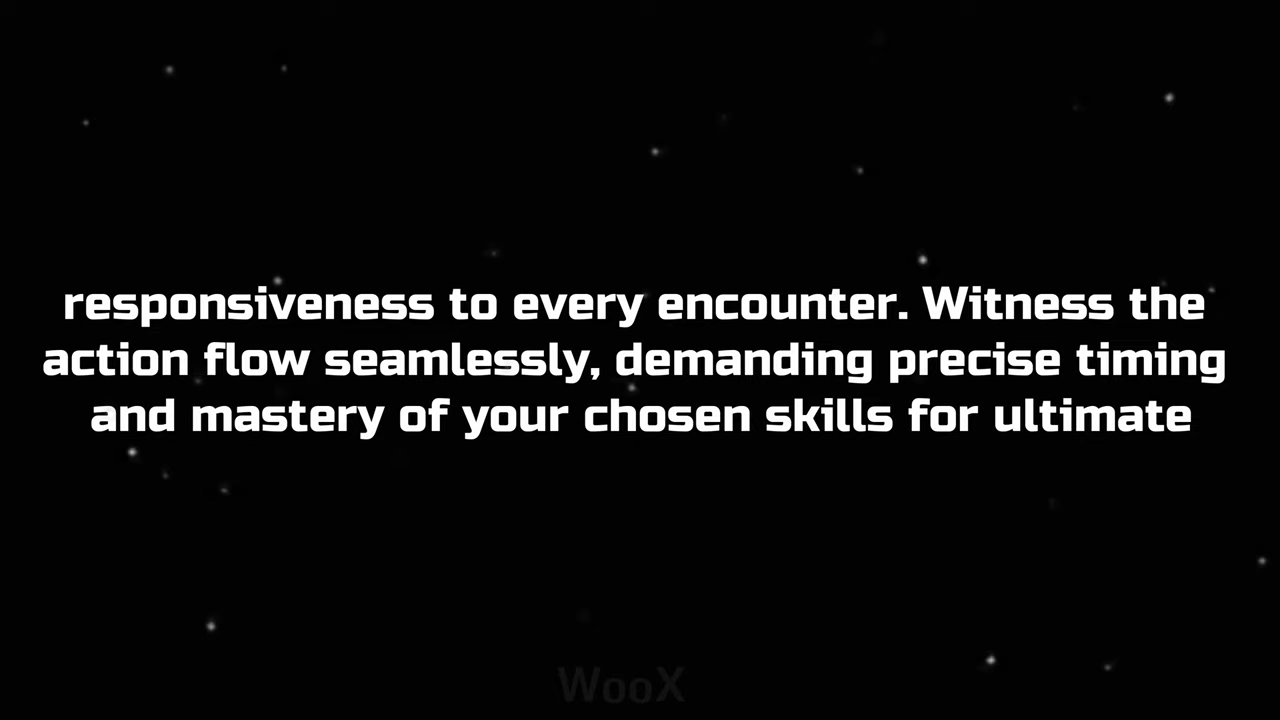 responsiveness to every encounter. Witness the
action flow seamlessly, demanding precise timing
and mastery of your chosen skills for ultimate
WooX